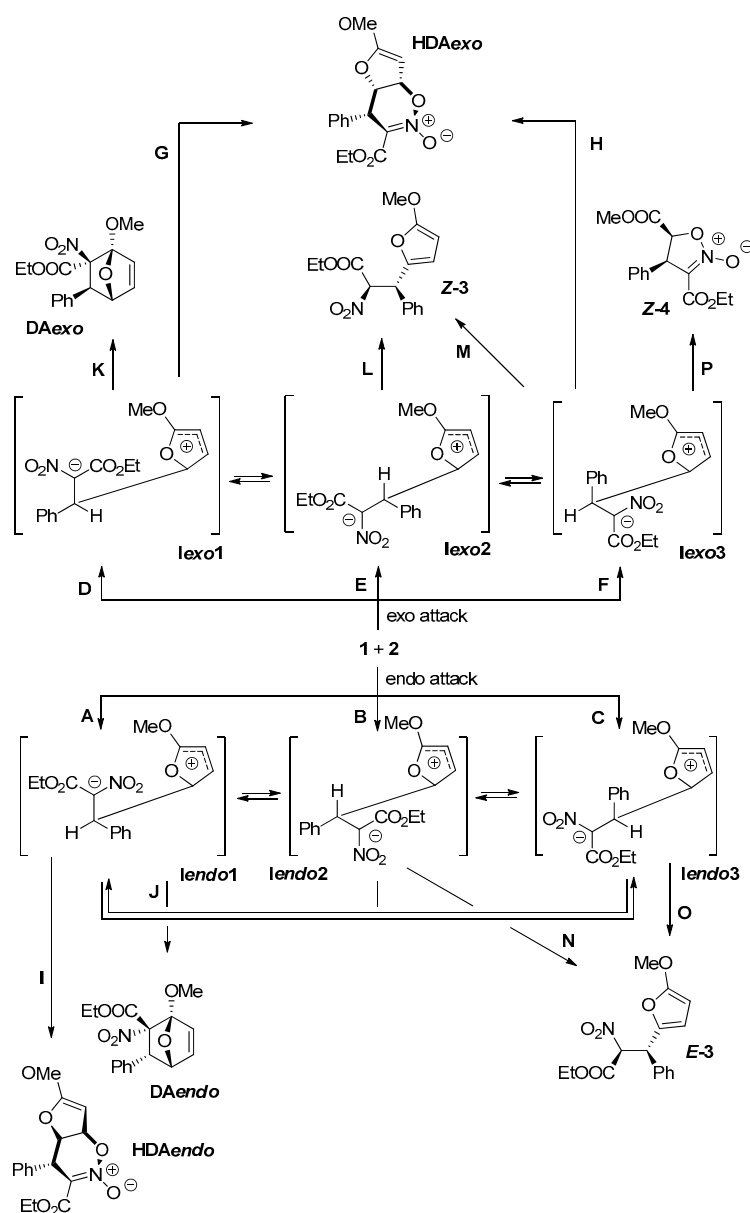 OMe
HDAexo
O
O
Ph
N
⊕
O
⊖
EtO₂C
G
H
MeO
O
EtOOC
O₂N
Ph
Z-3
MeOOC
O
⊕
N
O
⊖
Ph
CO₂Et
Z-4
OMe
O₂N
EtOOC
O
Ph
DAexo
K
L
M
P
MeO
O
⊕
O₂N
⊖
CO₂Et
Ph
H
Iexo1
MeO
O
⊕
H
EtO₂C
⊖
Ph
NO₂
Iexo2
MeO
O
⊕
Ph
H
NO₂
⊖
CO₂Et
Iexo3
D
E
F
exo attack
1 + 2
endo attack
A
B
C
MeO
O
⊕
EtO₂C
⊖
NO₂
H
Ph
Iendo1
MeO
O
⊕
H
Ph
CO₂Et
⊖
NO₂
Iendo2
MeO
O
⊕
Ph
O₂N
H
⊖
CO₂Et
Iendo3
J
O
N
I
EtOOC
OMe
O₂N
O
Ph
DAendo
MeO
O
O₂N
EtOOC
Ph
E-3
OMe
O
O
HDAendo
Ph
N
⊕
O
⊖
EtO₂C